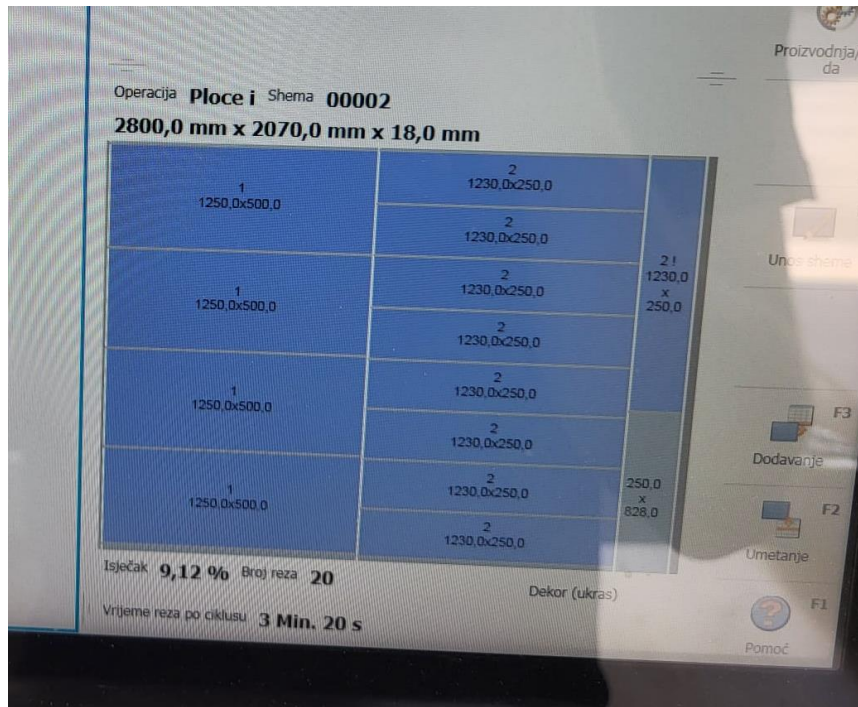 Proizvodnja/
da
Operacija Ploce i Shema 00002
2800,0 mm x 2070,0 mm x 18,0 mm
1
1250,0x500,0
1
1250,0x500,0
1
1250,0x500,0
1
1250,0x500,0
2
1230,0x250,0
2
1230,0x250,0
2
1230,0x250,0
2
1230,0x250,0
2
1230,0x250,0
2
1230,0x250,0
2
1230,0x250,0
2
1230,0x250,0
2 !
1230,0
x
250,0
250,0
x
828,0
Unos sheme
F3
Dodavanje
F2
Umetanje
F1
Pomoć
Isječak 9,12 % Broj reza 20
Dekor (ukras)
Vrijeme reza po ciklusu 3 Min. 20 s